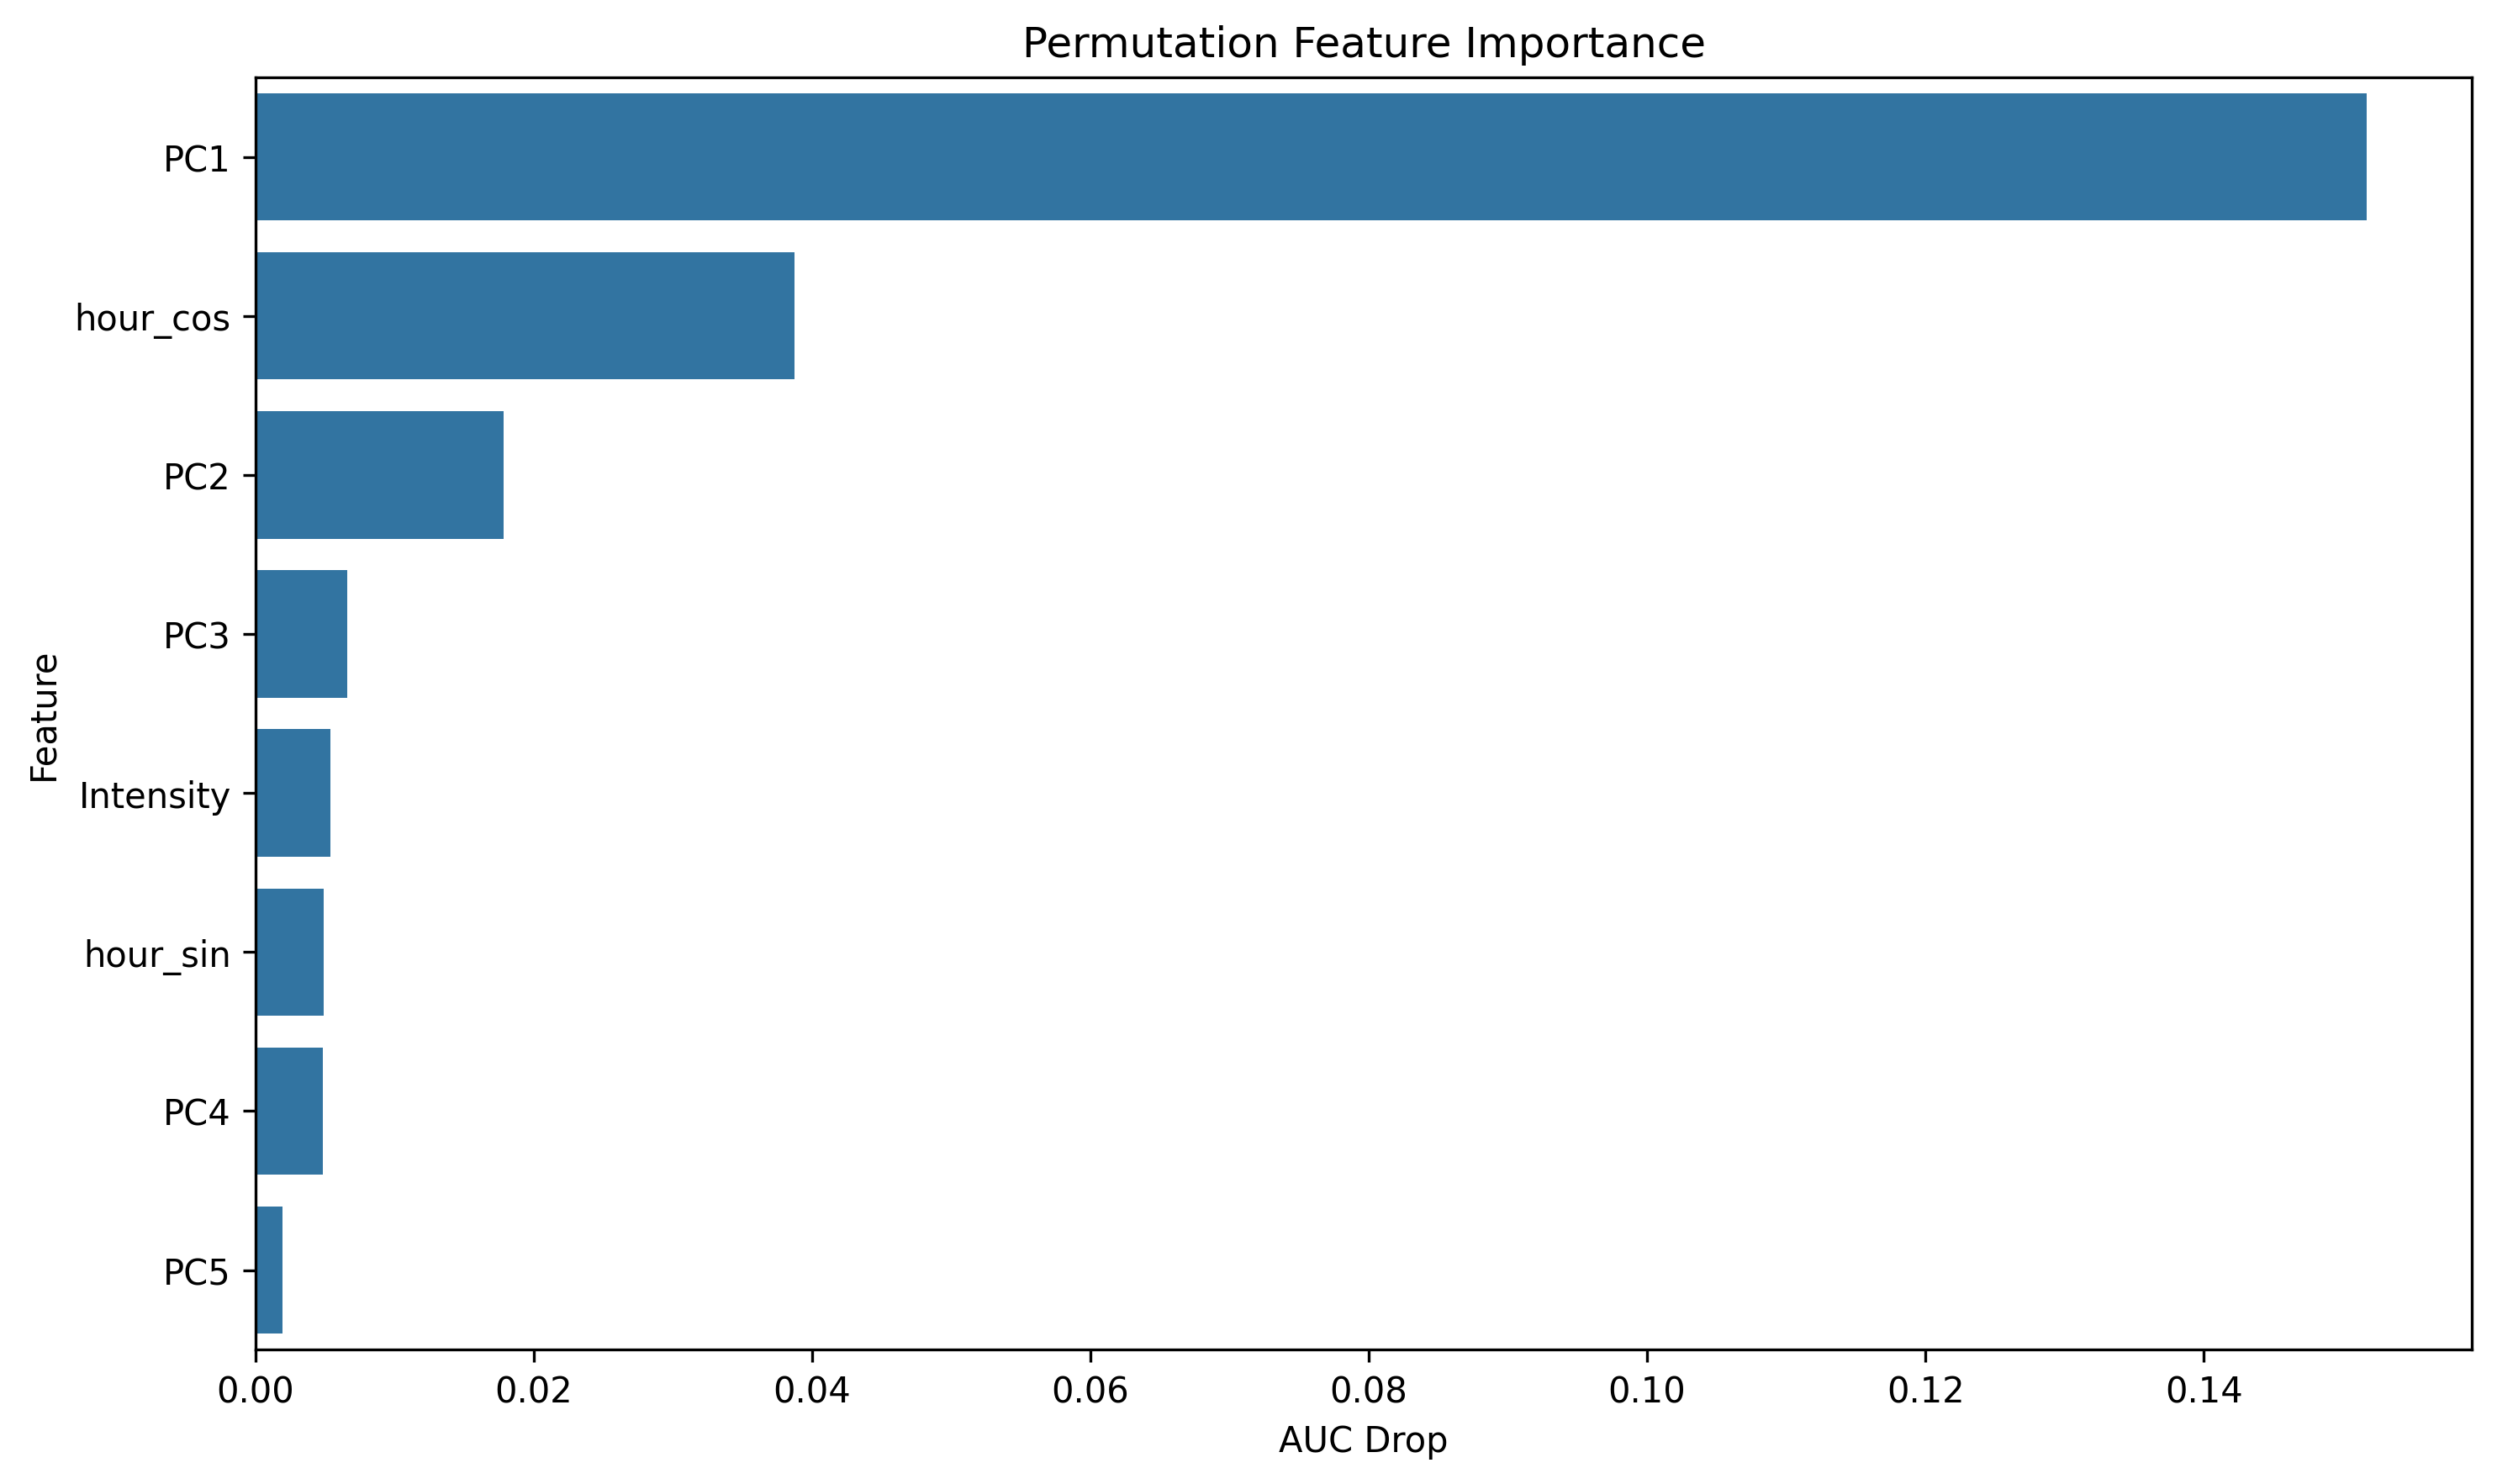 Permutation Feature Importance
PC1
hour_cos
PC2
PC3
Intensity
hour_sin
PC4
PC5
Feature
0.00 0.02 0.04 0.06 0.08 0.10 0.12 0.14
AUC Drop